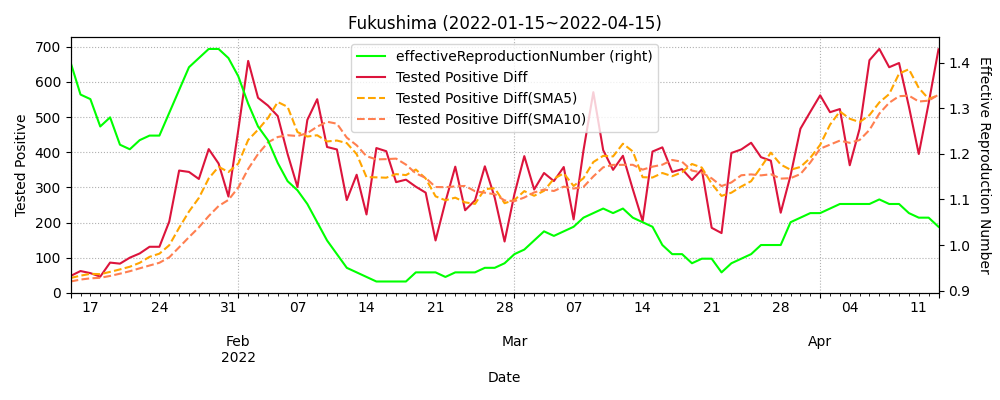 Fukushima (2022-01-15~2022-04-15)
effectiveReproductionNumber (right)
Tested Positive Diff
Tested Positive Diff(SMA5)
Tested Positive Diff(SMA10)
Tested Positive
700
600
500
400
300
200
100
0
Effective Reproduction Number
1.4
1.3
1.2
1.1
1.0
0.9
17 24 31 07 14 21 28 07 14 21 28 04 11
Feb Mar Apr
2022
Date